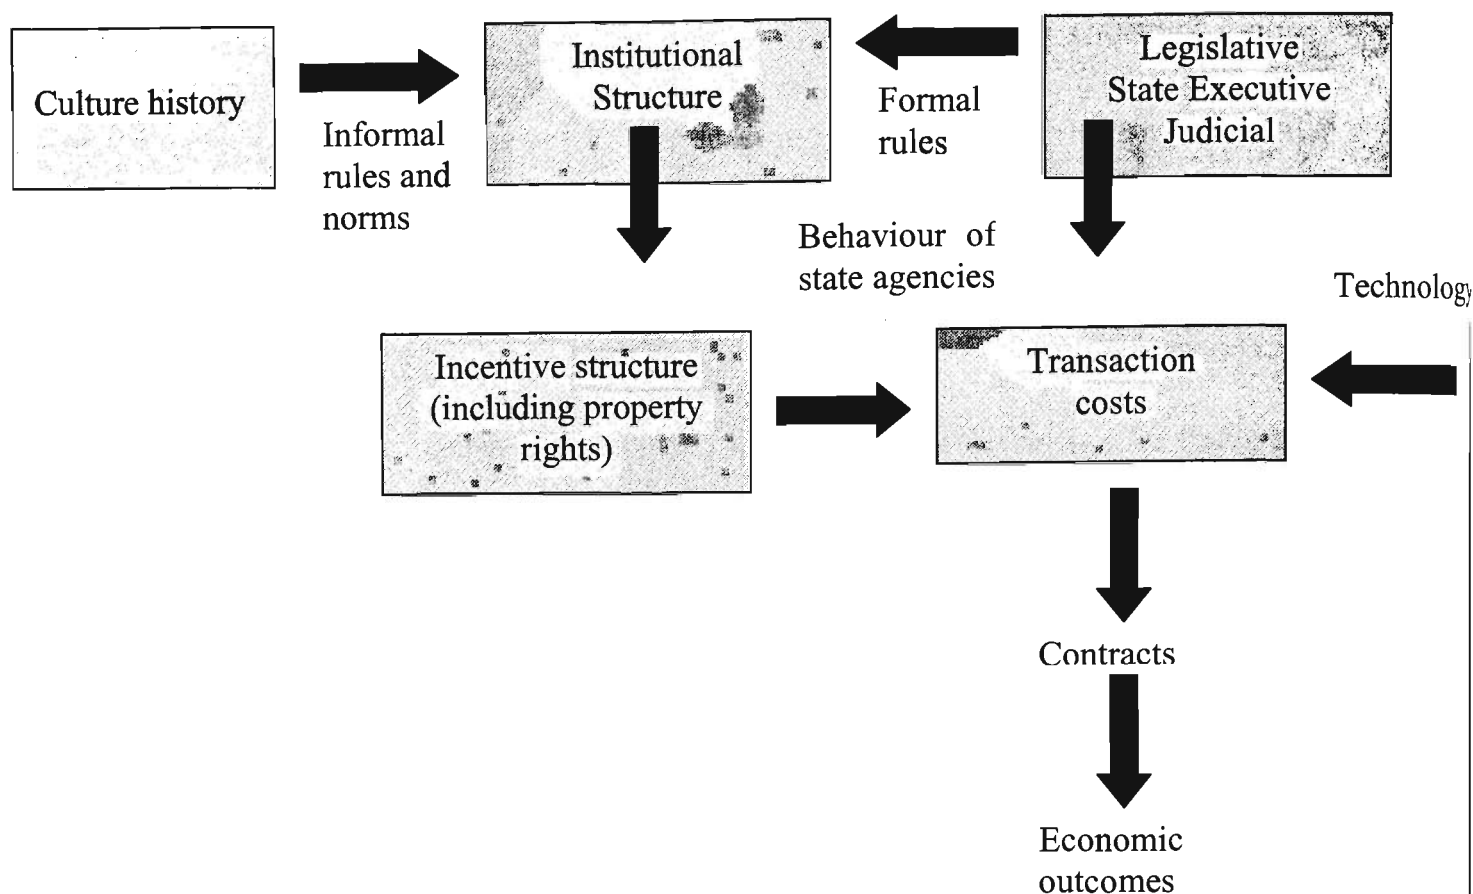 Culture history
Informal
rules and
norms
Institutional
Structure
Formal
rules
Legislative
State Executive
Judicial
Behaviour of
state agencies
Technology
Incentive structure
(including property
rights)
Transaction
costs
Contracts
Economic
outcomes